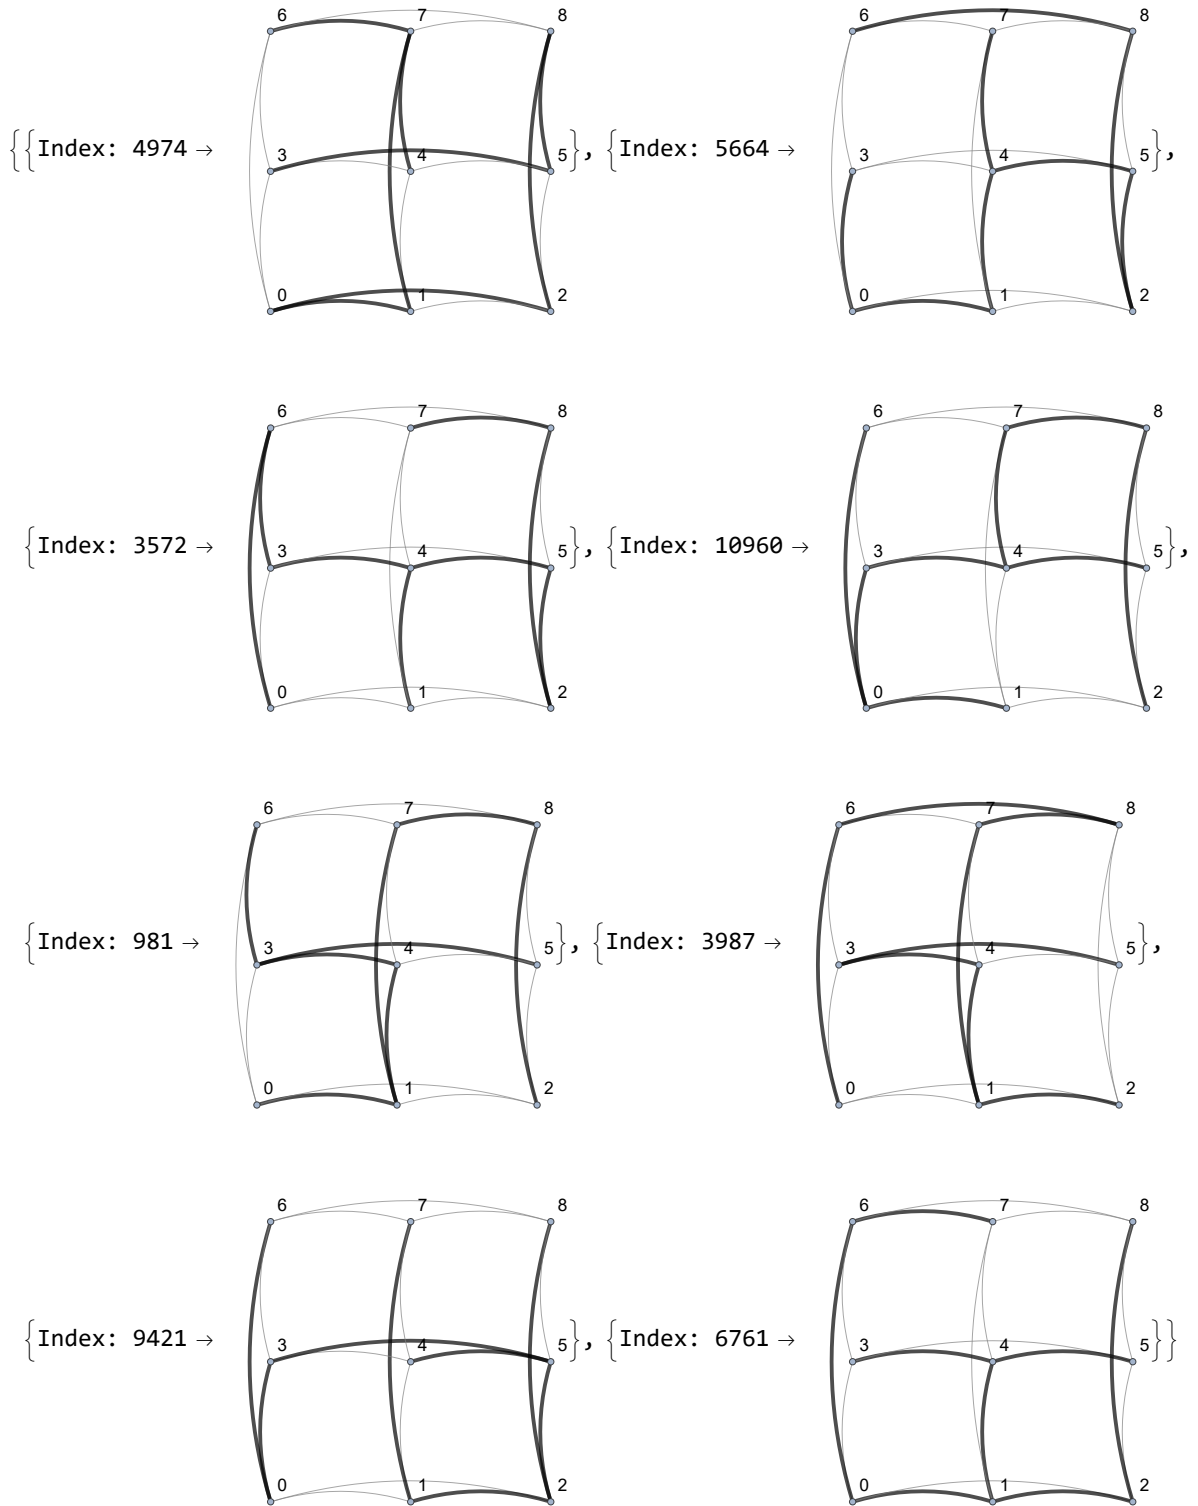 6 7 8 6 7 8
{{Index: 4974 → 3 4 5}, {Index: 5664 → 3 4 5},
0 1 2 0 1 2
6 7 8 6 7 8
{Index: 3572 → 3 4 5}, {Index: 10960 → 3 4 5},
0 1 2 0 1 2
6 7 8 6 7 8
{Index: 981 → 3 4 5}, {Index: 3987 → 3 4 5},
0 1 2 0 1 2
6 7 8 6 7 8
{Index: 9421 → 3 4 5}, {Index: 6761 → 3 4 5}}
0 1 2 0 1 2